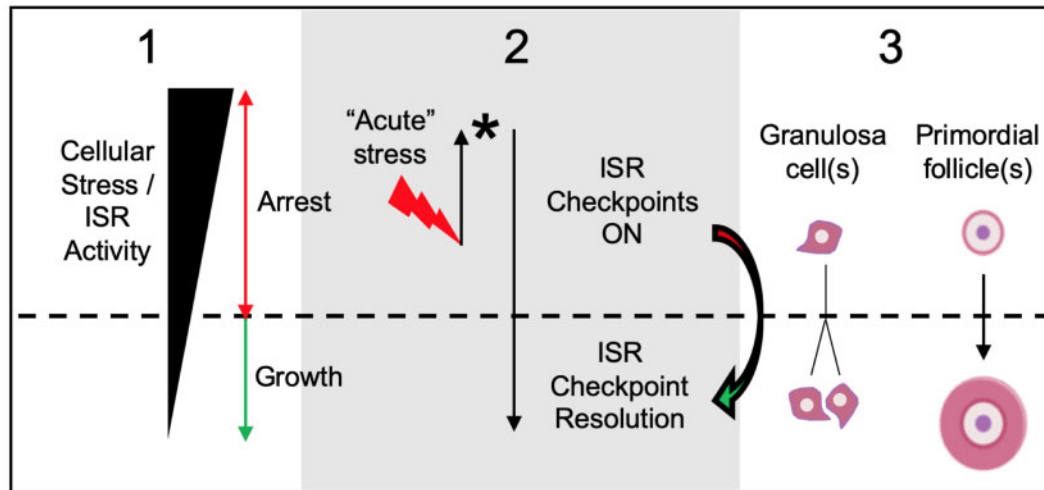 1
Cellular
Stress /
ISR
Activity
Arrest
Growth
2
“Acute”
stress
*
ISR
Checkpoints
ON
ISR
Checkpoint
Resolution
3
Granulosa
cell(s)
Primordial
follicle(s)